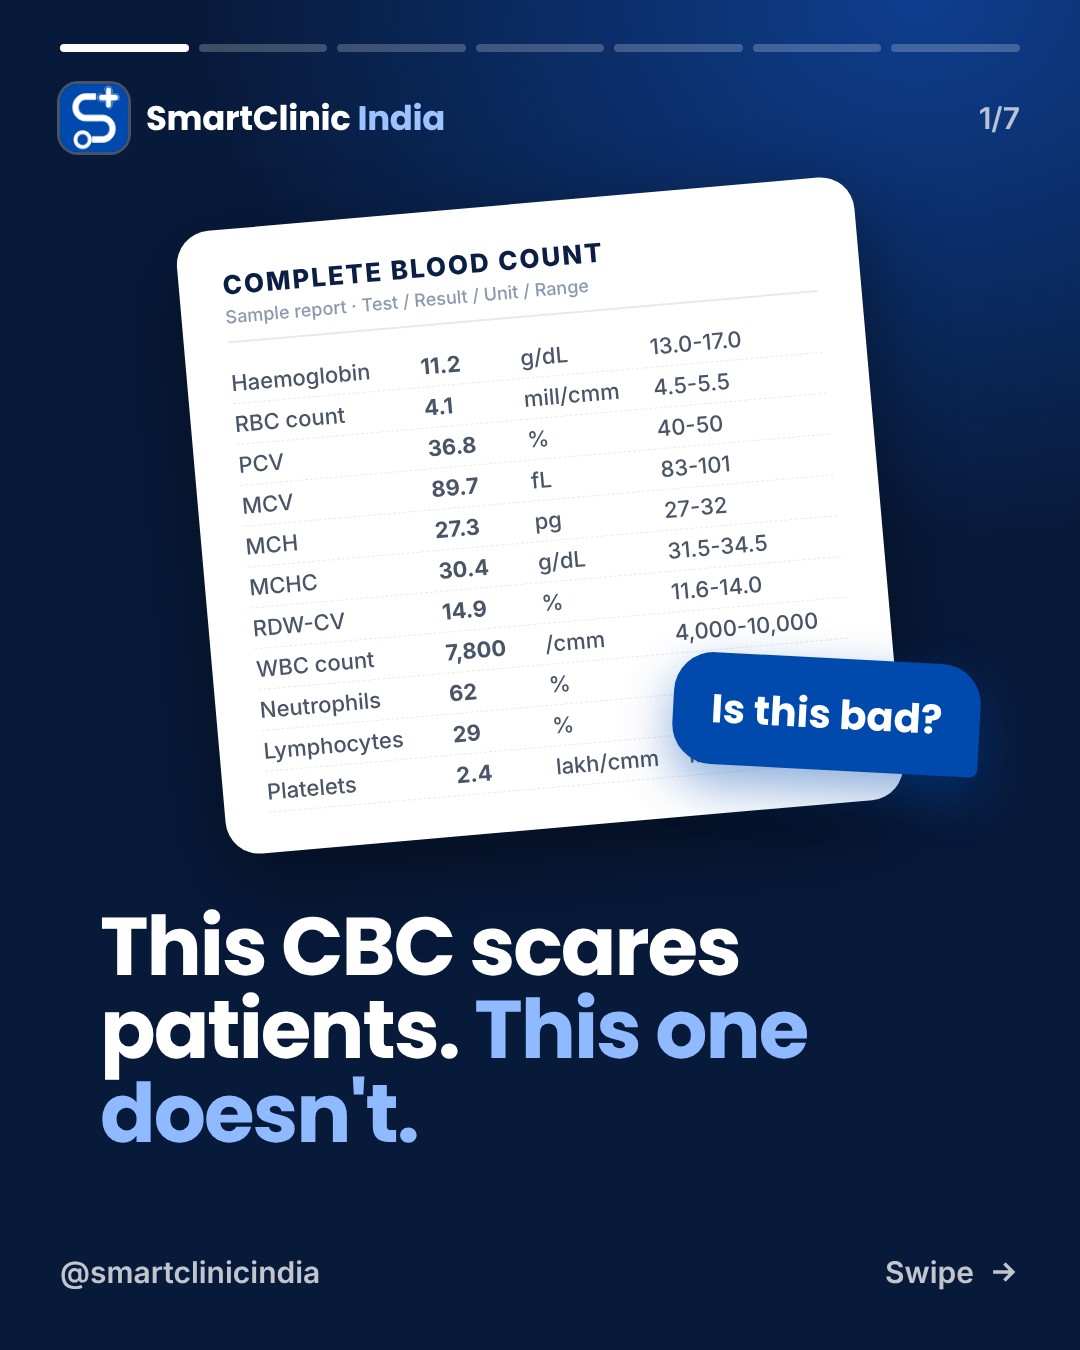 SmartClinic India
1/7
COMPLETE BLOOD COUNT
Sample report · Test / Result / Unit / Range
Haemoglobin 11.2 g/dL 13.0-17.0
RBC count 4.1 mill/cmm 4.5-5.5
PCV 36.8 % 40-50
MCV 89.7 fL 83-101
MCH 27.3 pg 27-32
MCHC 30.4 g/dL 31.5-34.5
RDW-CV 14.9 % 11.6-14.0
WBC count 7,800 /cmm 4,000-10,000
Neutrophils 62 %
Lymphocytes 29 %
Platelets 2.4 lakh/cmm
Is this bad?
This CBC scares
patients. This one
doesn't.
@smartclinicindia
Swipe →